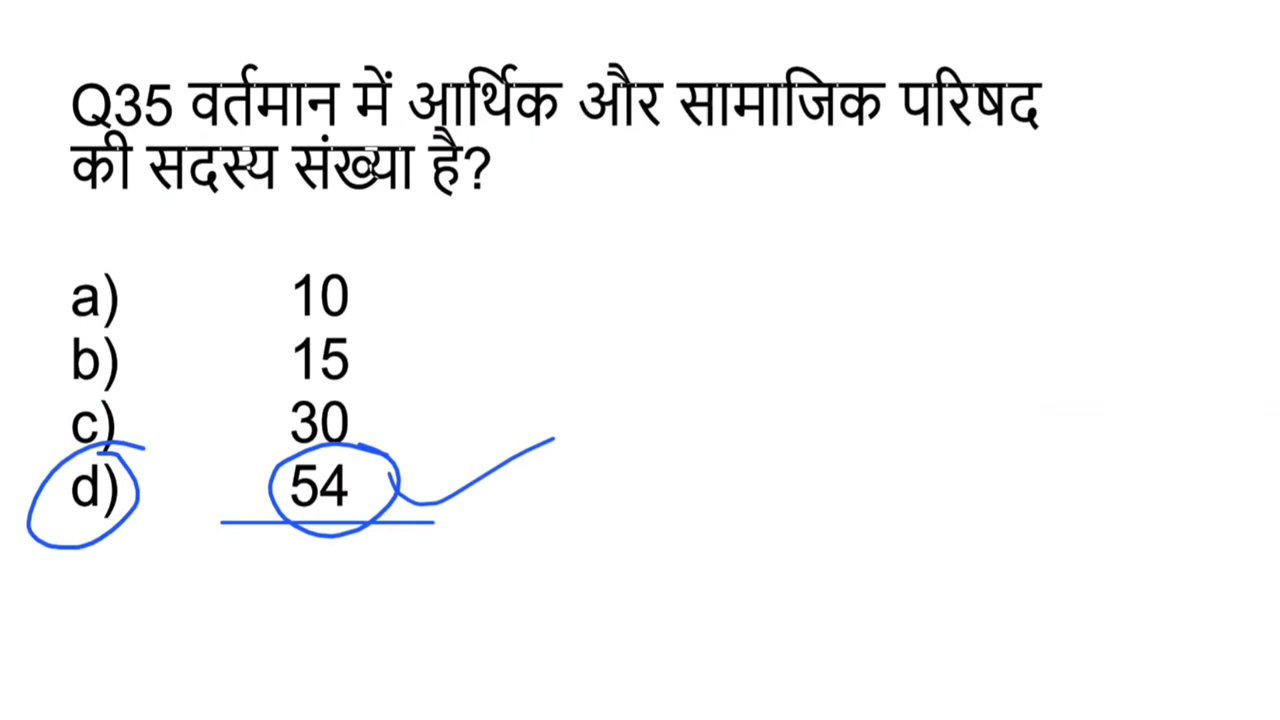 Q35 वर्तमान में आर्थिक और सामाजिक परिषद
की सदस्य संख्या है?
a) 10
b) 15
c) 30
d) 54